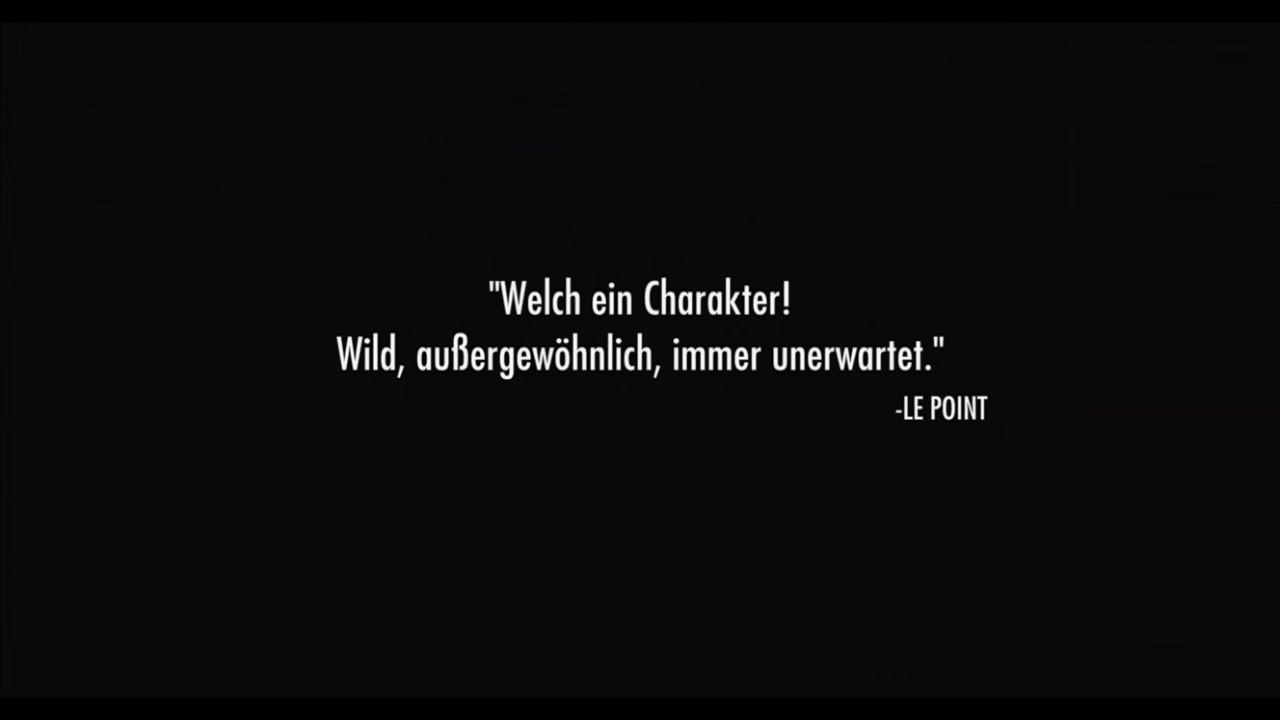 "Welch ein Charakter!
Wild, außergewöhnlich, immer unerwartet."
-LE POINT